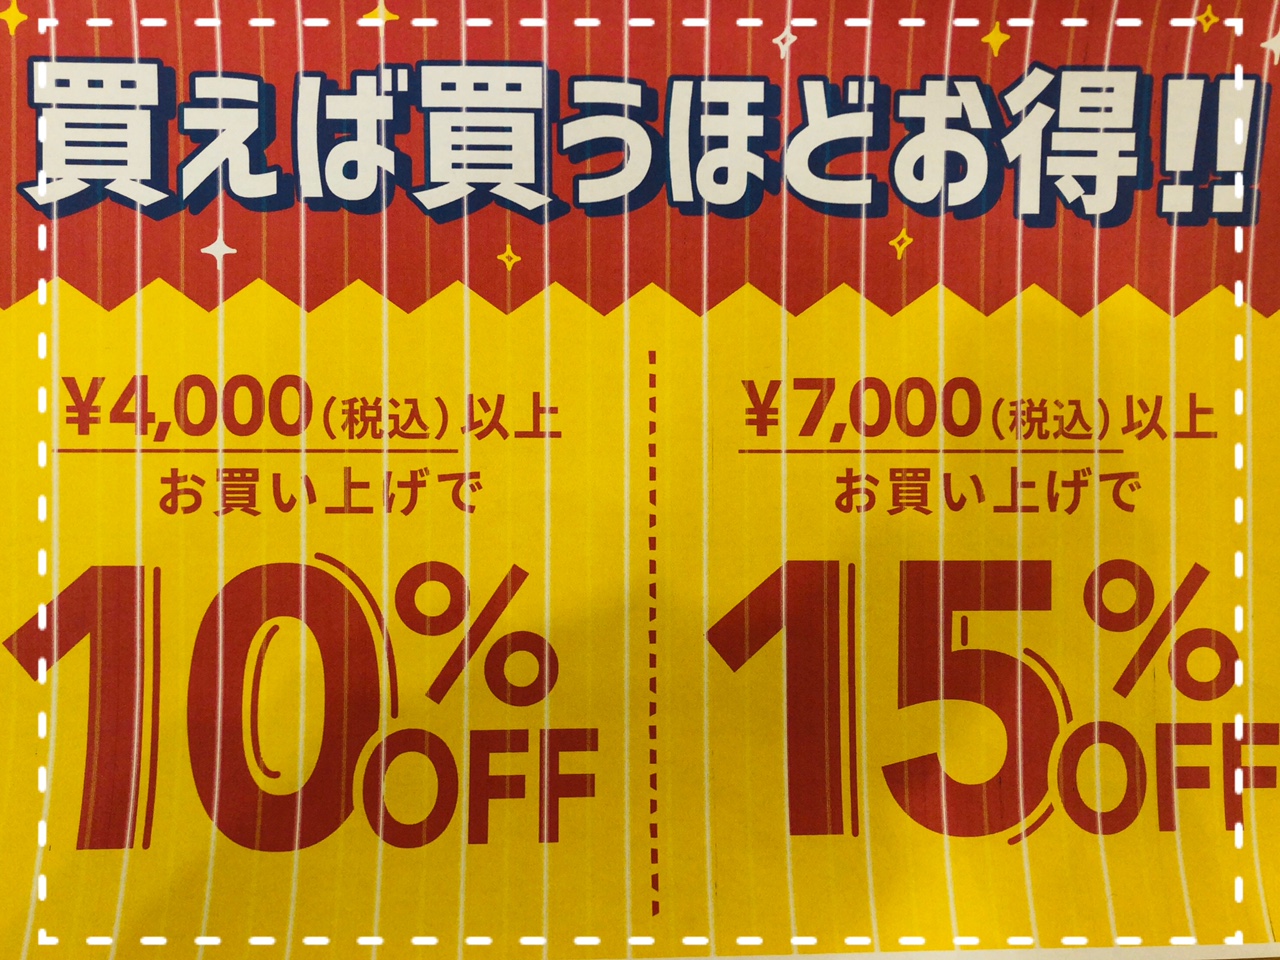 買えば買うほどお得!!
¥4,000(税込)以上
お買い上げで
10%OFF
¥7,000(税込)以上
お買い上げで
15%OFF